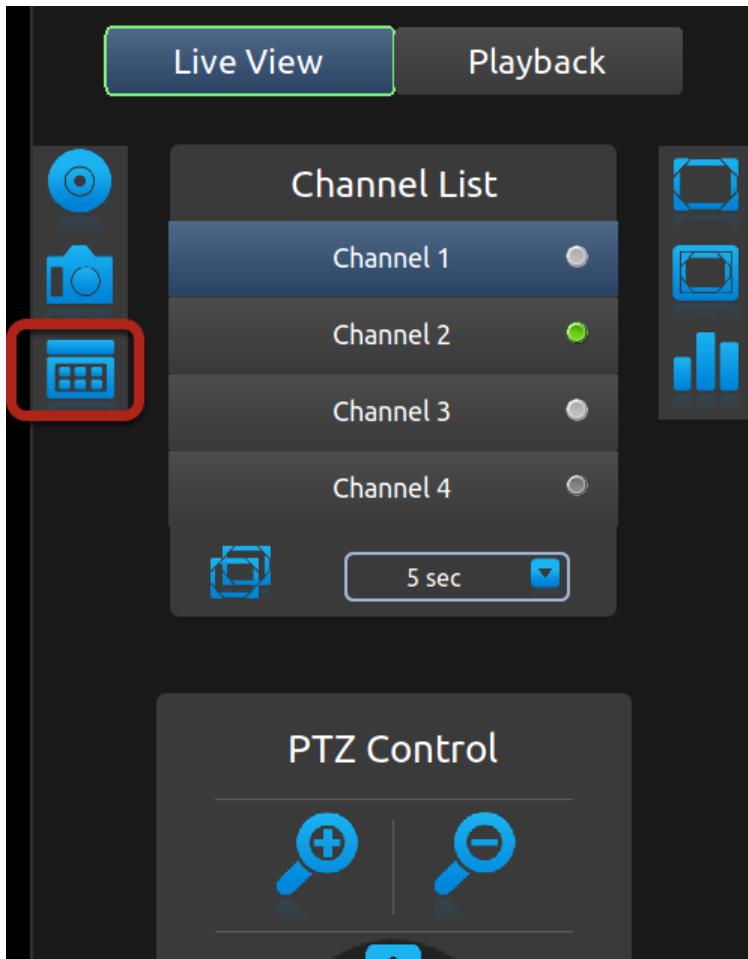 Live View
Playback
Channel List
Channel 1
Channel 2
Channel 3
Channel 4
5 sec
PTZ Control